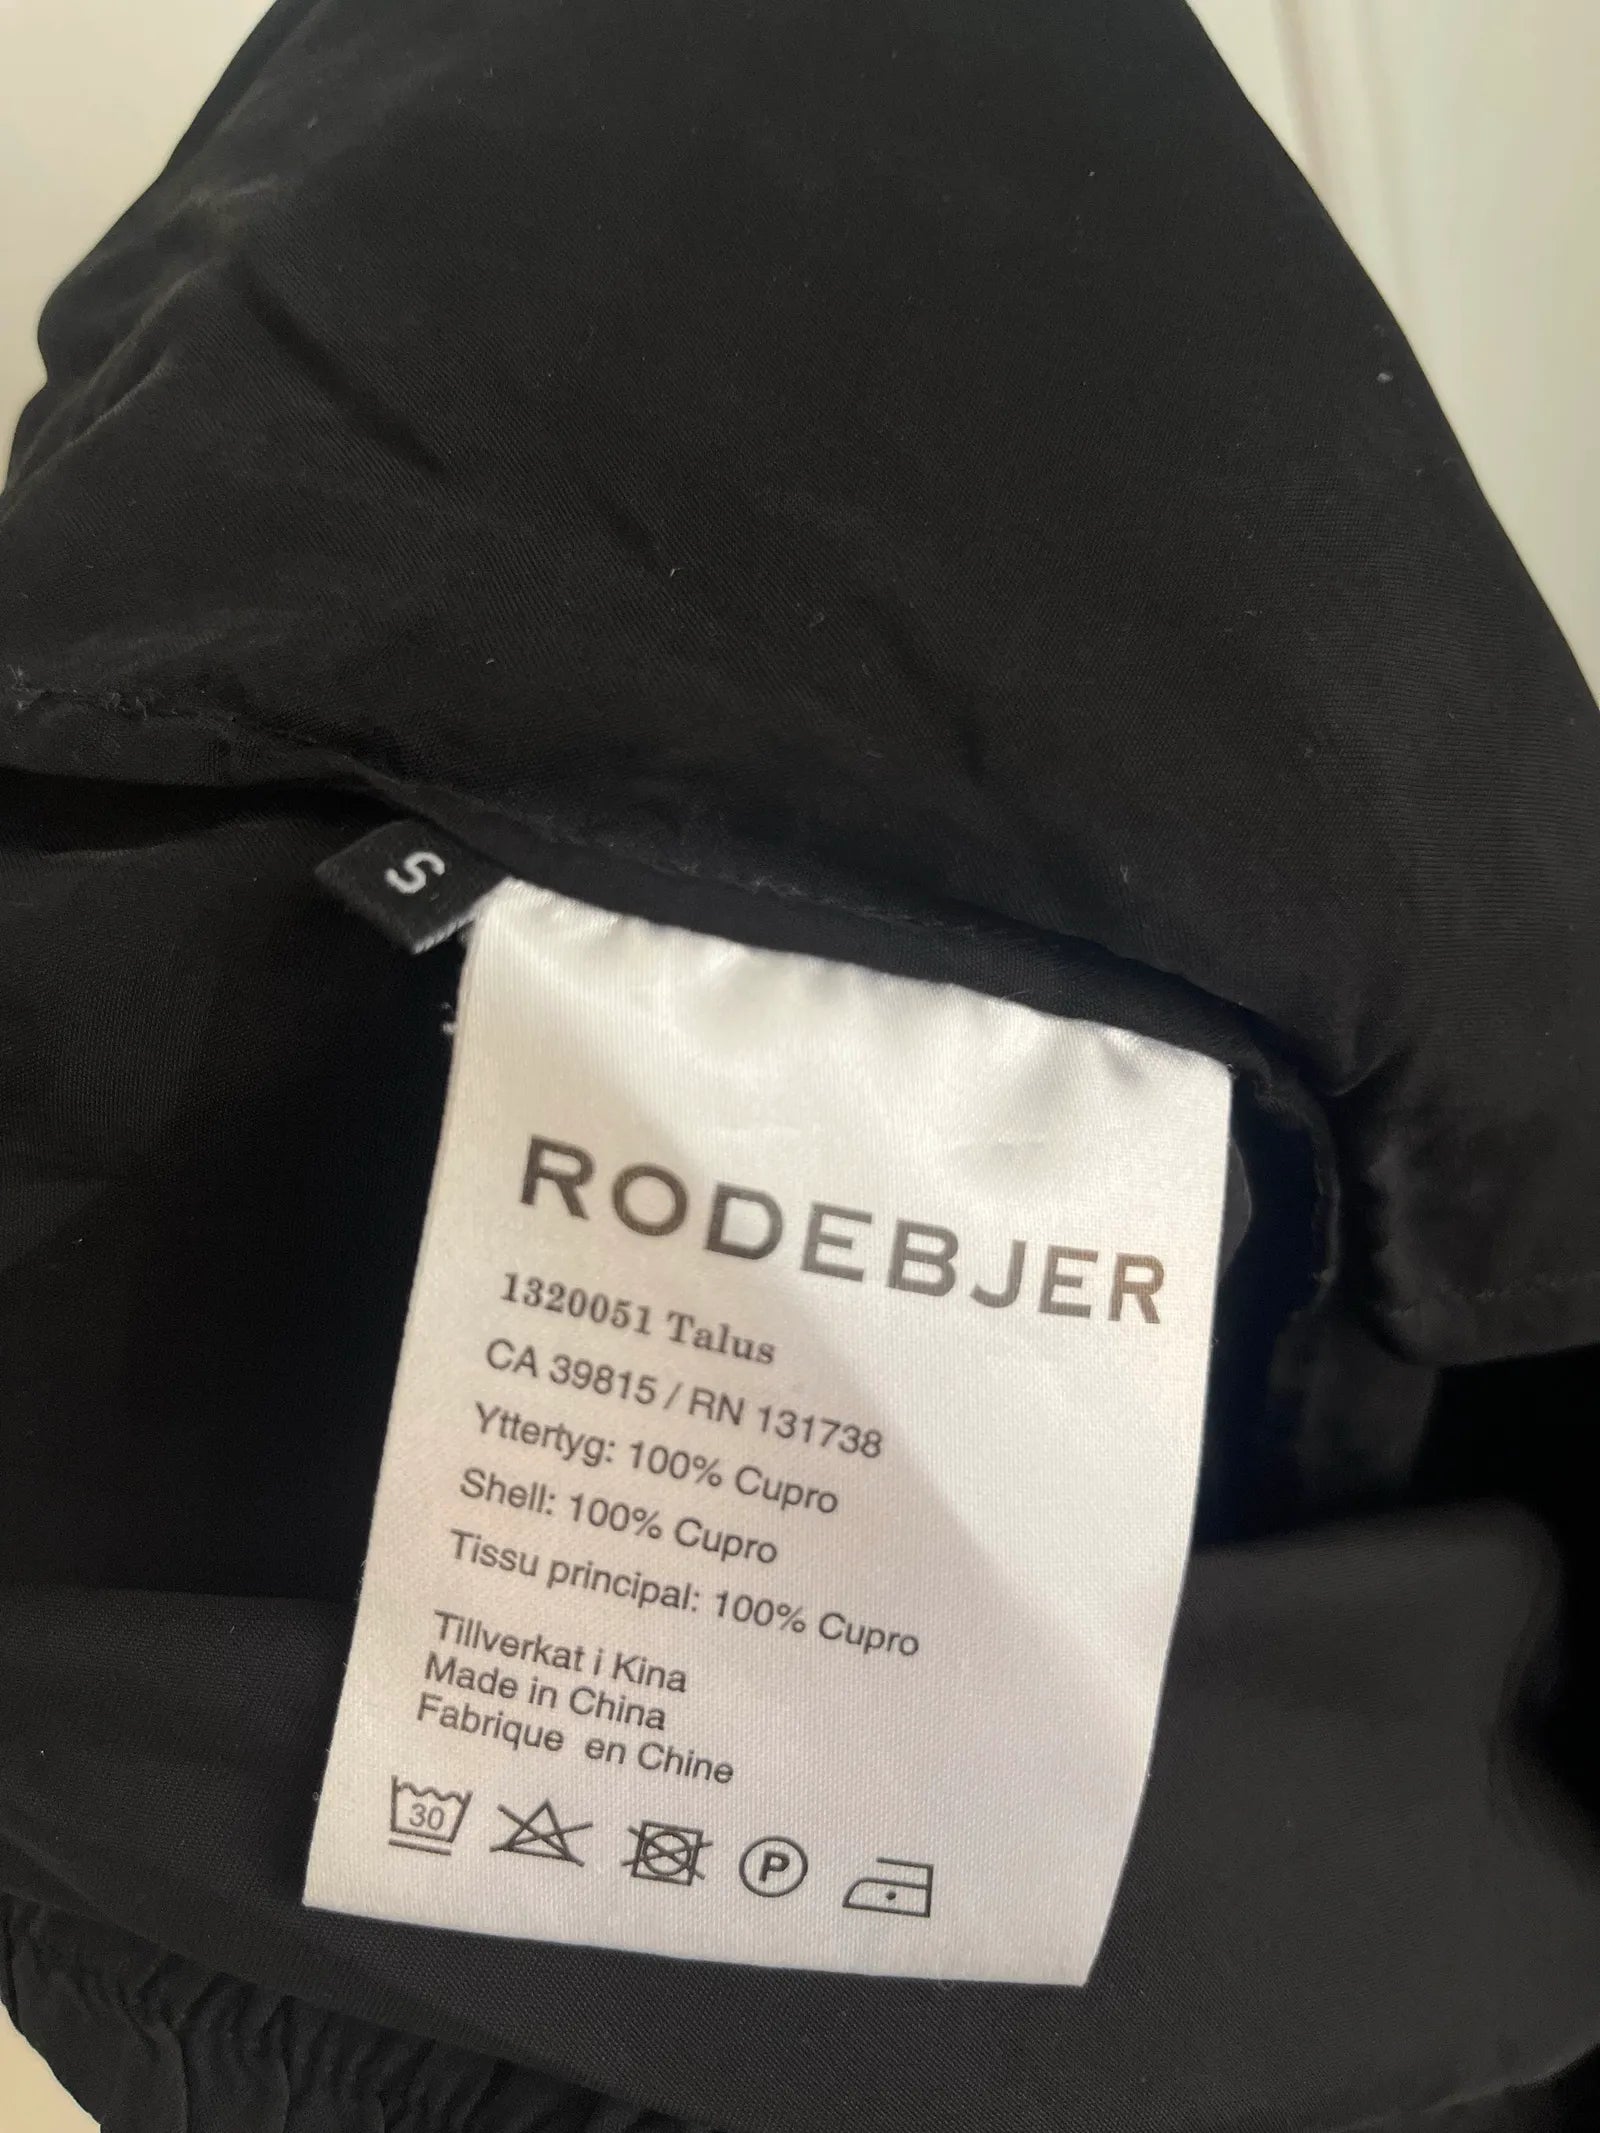 S
RODEBJER
1320051 Talus
CA 39815 / RN 131738
Yttertyg: 100% Cupro
Shell: 100% Cupro
Tissu principal: 100% Cupro
Tillverkat i Kina
Made in China
Fabrique en Chine
30 P